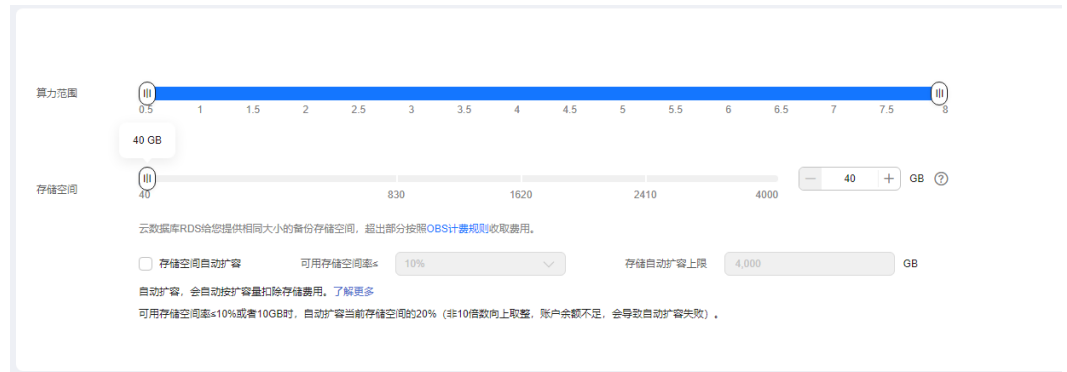 算力范围
0.5 1 1.5 2 2.5 3 3.5 4 4.5 5 5.5 6 6.5 7 7.5 8
40 GB
存储空间
40 830 1620 2410 4000
40 GB ?
云数据库RDS给您提供相同大小的备份存储空间，超出部分按照OBS计费规则收取费用。
存储空间自动扩容 可用存储空间率≤ 10% 存储自动扩容上限 4,000 GB
自动扩容，会自动按扩容量扣除存储费用。了解更多
可用存储空间率≤10%或者10GB时，自动扩容当前存储空间的20%（非10倍数向上取整，账户余额不足，会导致自动扩容失败）。